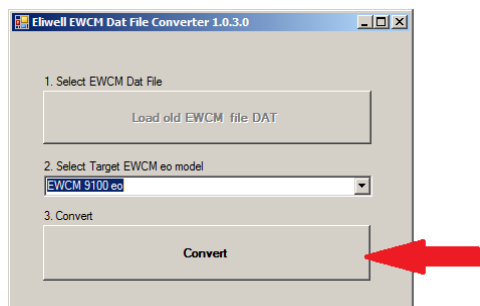 Eliwell EWCM Dat File Converter 1.0.3.0
1. Select EWCM Dat File
Load old EWCM file DAT
2. Select Target EWCM eo model
EWCM 9100 eo
3. Convert
Convert